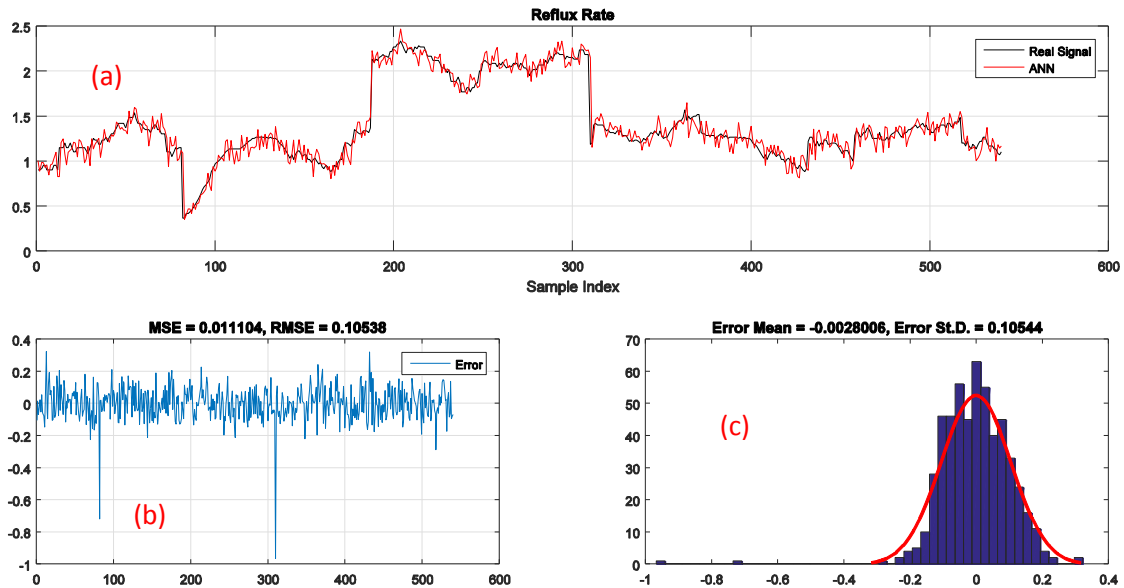 Reflux Rate
2.5
2
1.5
1
0.5
0
(a)
Real Signal
ANN
0 100 200 300 400 500 600
Sample Index
MSE = 0.011104, RMSE = 0.10538
0.4
0.2
0
-0.2
-0.4
-0.6
-0.8
-1
Error
(b)
0 100 200 300 400 500 600
Error Mean = -0.0028006, Error St.D. = 0.10544
70
60
50
40
30
20
10
0
(c)
-1 -0.8 -0.6 -0.4 -0.2 0 0.2 0.4